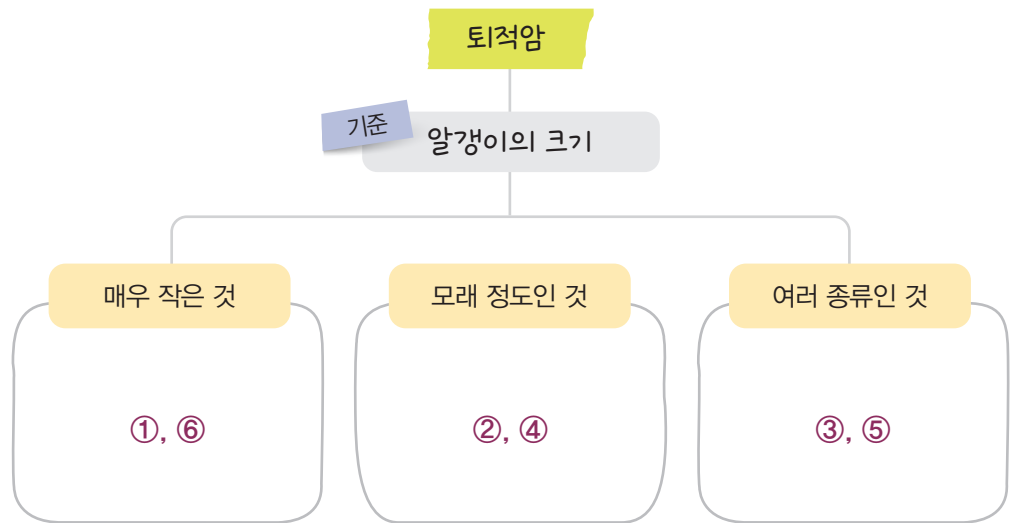 퇴적암
기준
알갱이의 크기
매우 작은 것
모래 정도인 것
여러 종류인 것
①, ⑥
②, ④
③, ⑤